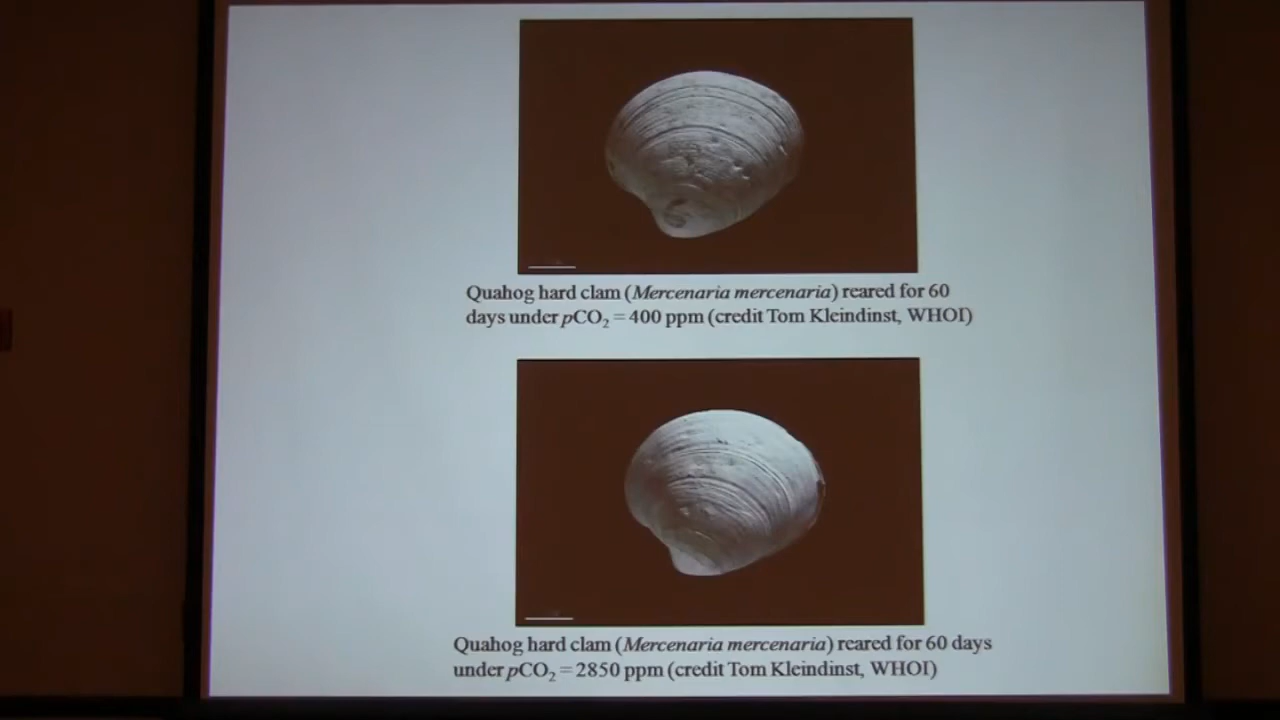 Quahog hard clam (Mercenaria mercenaria) reared for 60
days under pCO₂ = 400 ppm (credit Tom Kleindinst, WHOI)
Quahog hard clam (Mercenaria mercenaria) reared for 60 days
under pCO₂ = 2850 ppm (credit Tom Kleindinst, WHOI)